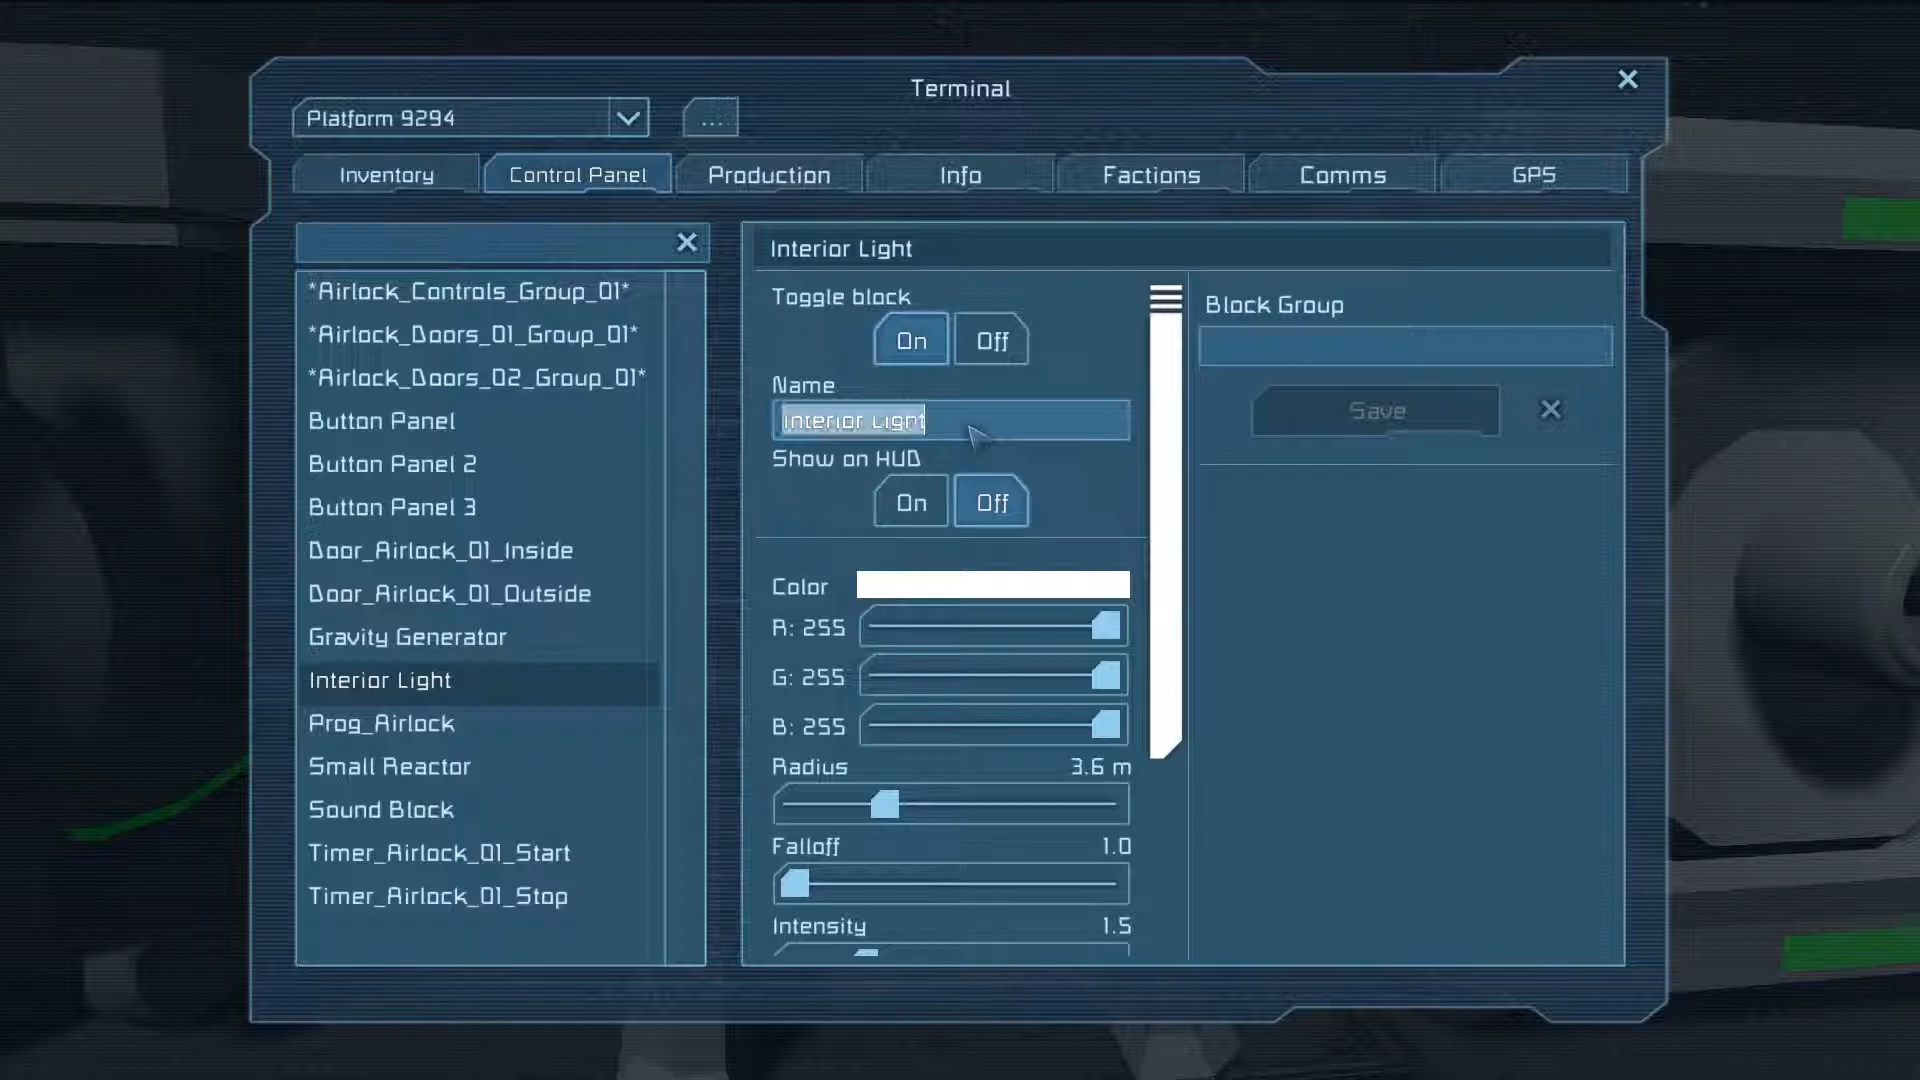 Terminal
Platform 9294
...
Inventory
Control Panel
Production
Info
Factions
Comms
GPS
*Airlock_Controls_Group_01*
*Airlock_Doors_01_Group_01*
*Airlock_Doors_02_Group_01*
Button Panel
Button Panel 2
Button Panel 3
Door_Airlock_01_Inside
Door_Airlock_01_Outside
Gravity Generator
Interior Light
Prog_Airlock
Small Reactor
Sound Block
Timer_Airlock_01_Start
Timer_Airlock_01_Stop
Interior Light
Toggle block
On Off
Name
Interior Light
Show on HUD
On Off
Color
R: 255
G: 255
B: 255
Radius 3.6 m
Falloff 1.0
Intensity 1.5
Block Group
Save